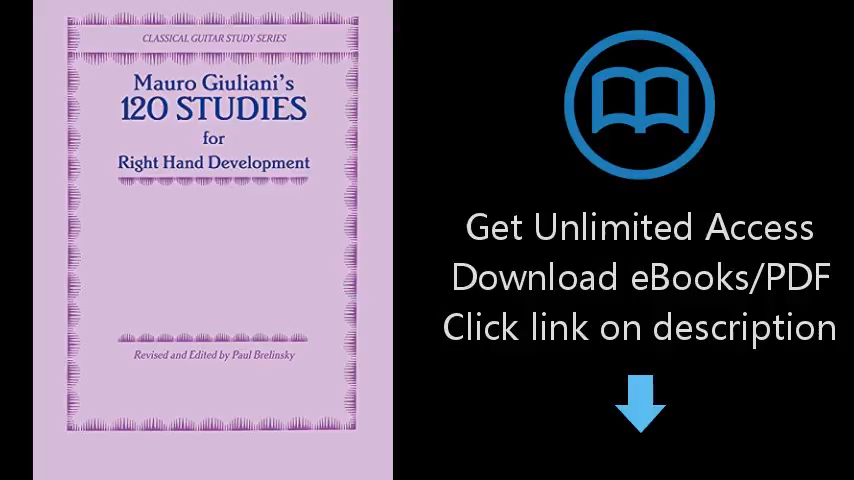 CLASSICAL GUITAR STUDY SERIES
Mauro Giuliani's
120 STUDIES
for
Right Hand Development
Revised and Edited by Paul Brelinsky
Get Unlimited Access
Download eBooks/PDF
Click link on description